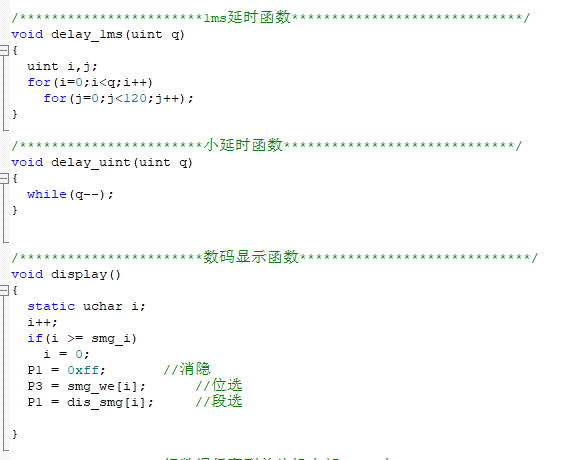 /***********************1ms延时函数*****************************/
void delay_1ms(uint q)
{
uint i,j;
for(i=0;i<q;i++)
for(j=0;j<120;j++);
}
/***********************小延时函数*****************************/
void delay_uint(uint q)
{
while(q--);
}
/***********************数码显示函数*****************************/
void display()
{
static uchar i;
i++;
if(i >= smg_i)
i = 0;
P1 = 0xff; //消隐
P3 = smg_we[i]; //位选
P1 = dis_smg[i]; //段选
}